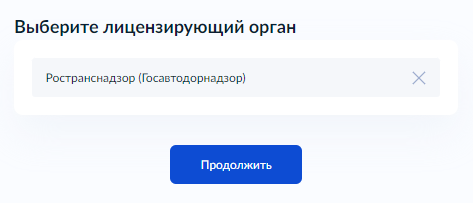 Выберите лицензирующий орган
Ространснадзор (Госавтодорнадзор)
Продолжить